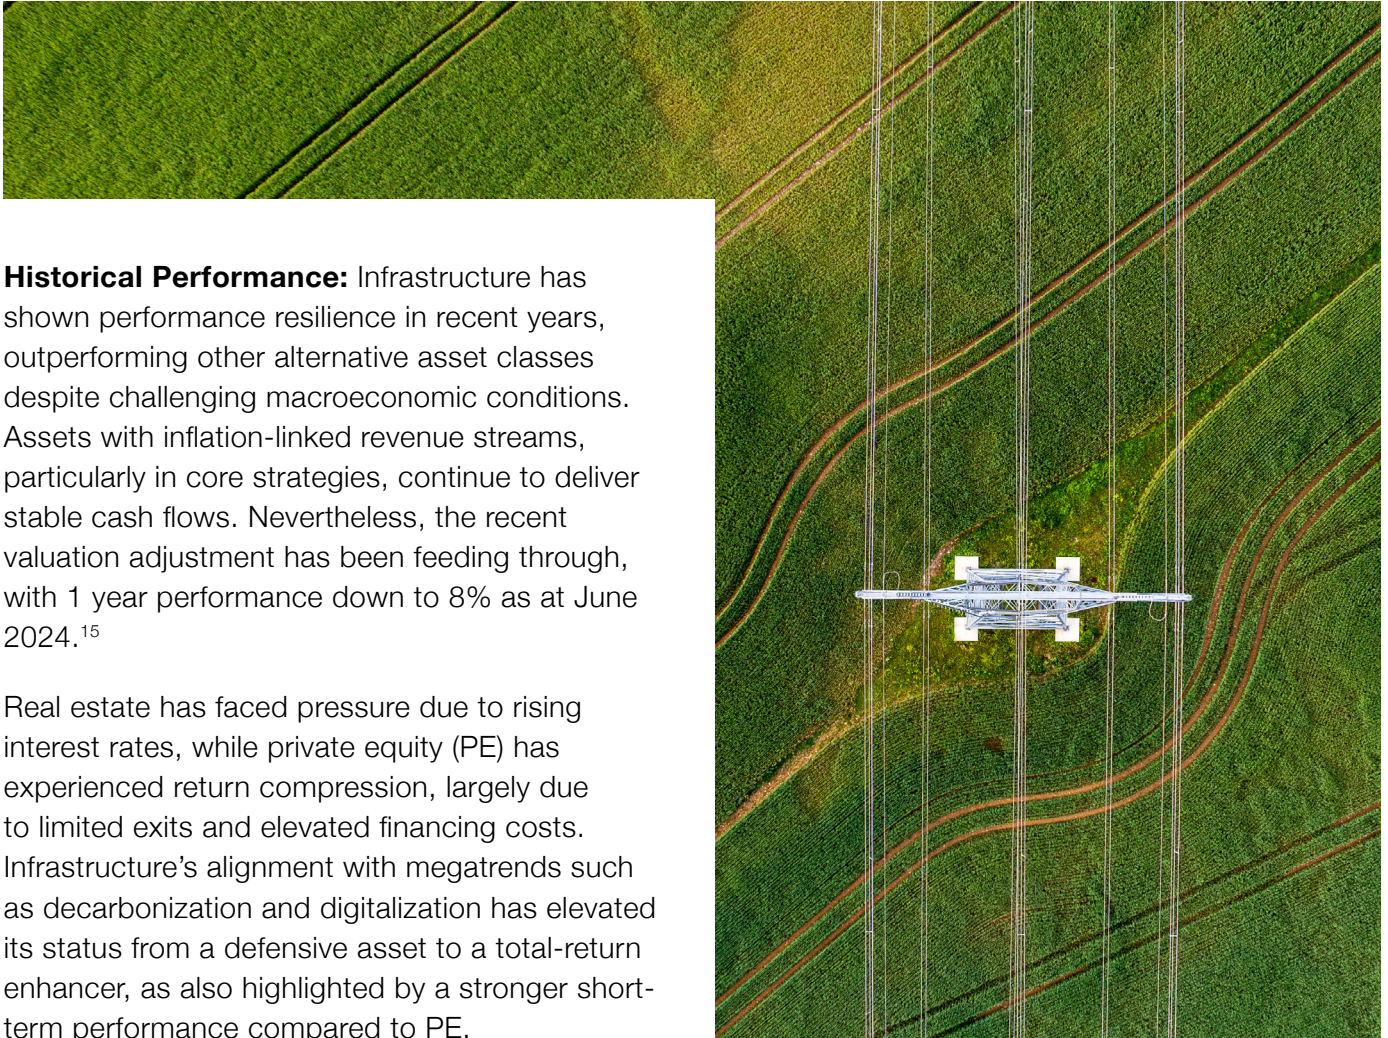 Historical Performance: Infrastructure has
shown performance resilience in recent years,
outperforming other alternative asset classes
despite challenging macroeconomic conditions.
Assets with inflation-linked revenue streams,
particularly in core strategies, continue to deliver
stable cash flows. Nevertheless, the recent
valuation adjustment has been feeding through,
with 1 year performance down to 8% as at June
2024.15
Real estate has faced pressure due to rising
interest rates, while private equity (PE) has
experienced return compression, largely due
to limited exits and elevated financing costs.
Infrastructure’s alignment with megatrends such
as decarbonization and digitalization has elevated
its status from a defensive asset to a total-return
enhancer, as also highlighted by a stronger short-
term performance compared to PE.